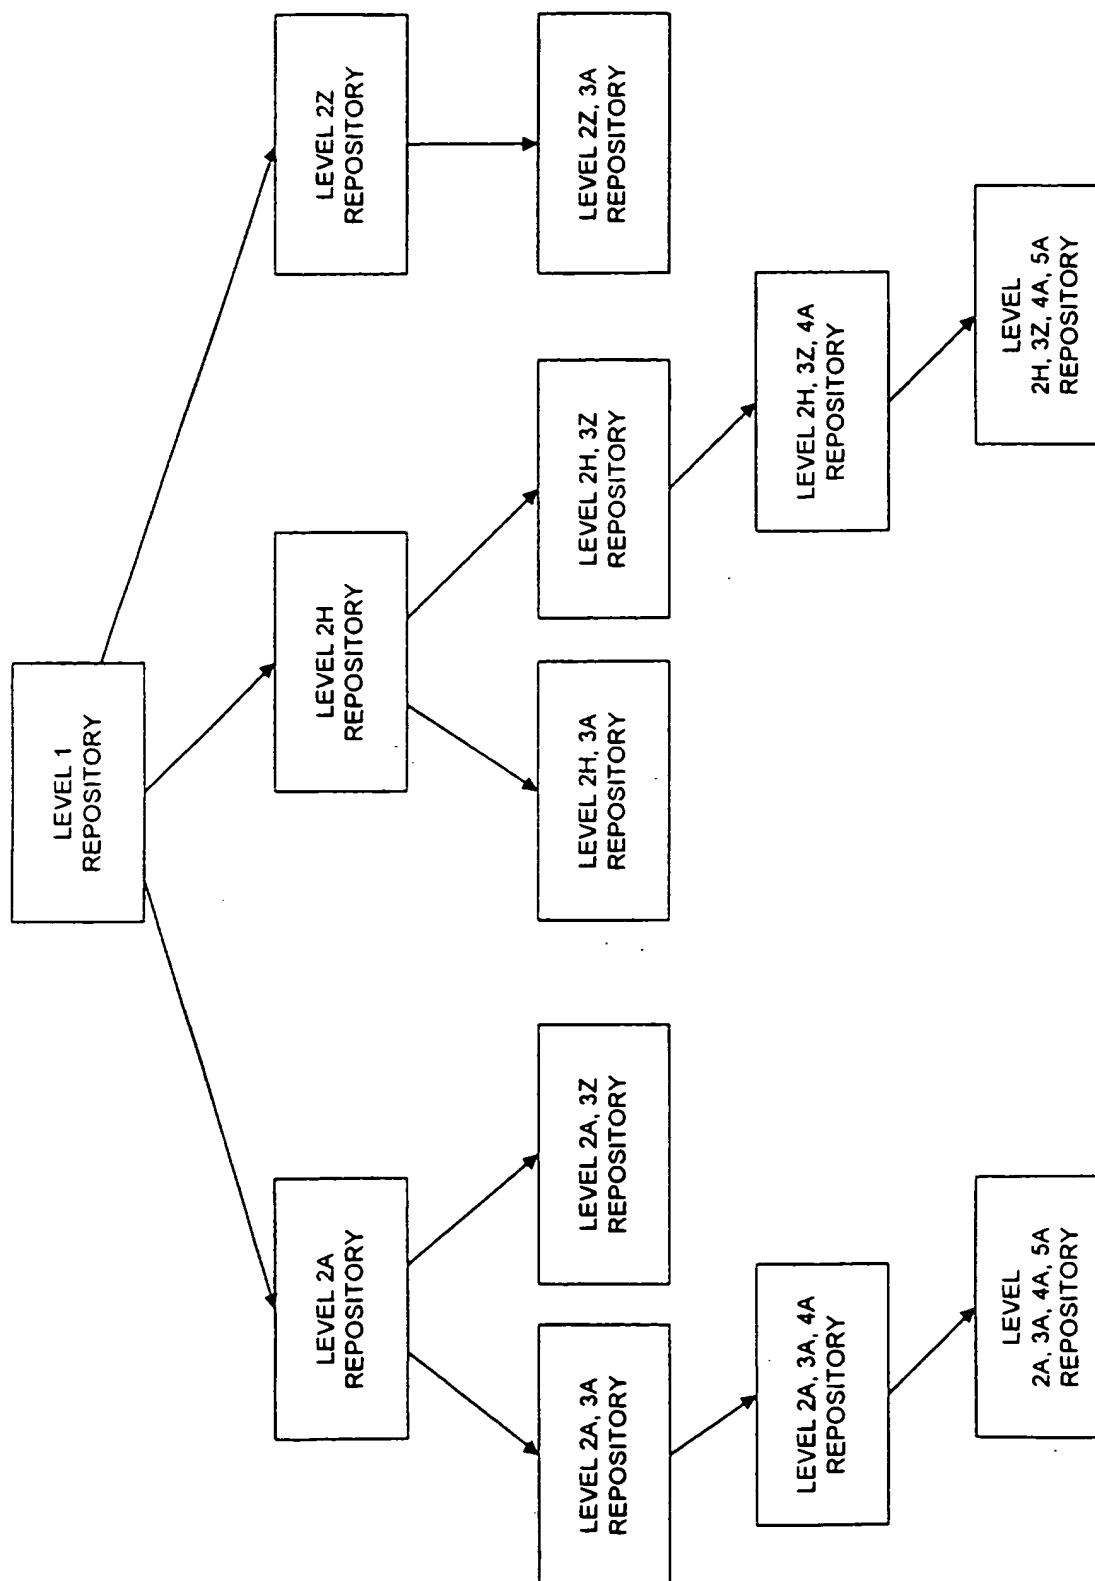 LEVEL 1
REPOSITORY
LEVEL 2A
REPOSITORY
LEVEL 2H
REPOSITORY
LEVEL 2Z
REPOSITORY
LEVEL 2A, 3A
REPOSITORY
LEVEL 2A, 3Z
REPOSITORY
LEVEL 2H, 3A
REPOSITORY
LEVEL 2H, 3Z
REPOSITORY
LEVEL 2Z, 3A
REPOSITORY
LEVEL 2A, 3A, 4A
REPOSITORY
LEVEL 2H, 3Z, 4A
REPOSITORY
LEVEL
2A, 3A, 4A, 5A
REPOSITORY
LEVEL
2H, 3Z, 4A, 5A
REPOSITORY